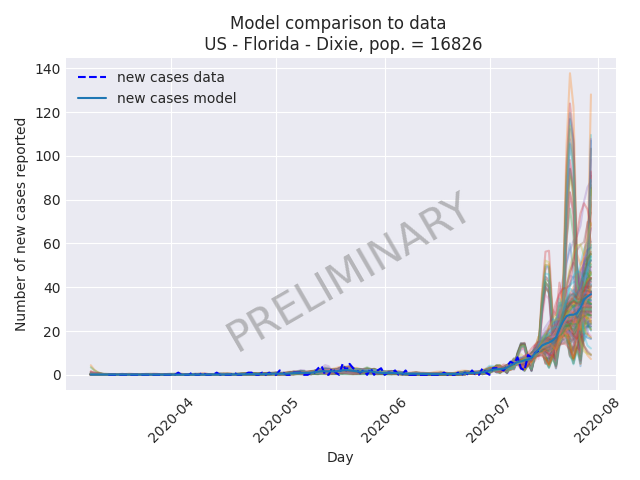 Model comparison to data
US - Florida - Dixie, pop. = 16826
new cases data
new cases model
Number of new cases reported
140
120
100
80
60
40
20
0
PRELIMINARY
2020-04
2020-05
2020-06
2020-07
2020-08
Day